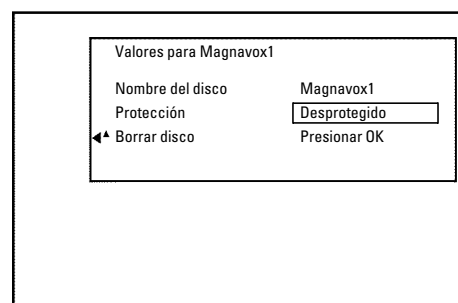 Valores para Magnavox1
Nombre del disco Magnavox1
Protección Desprotegido
Borrar disco Presionar OK